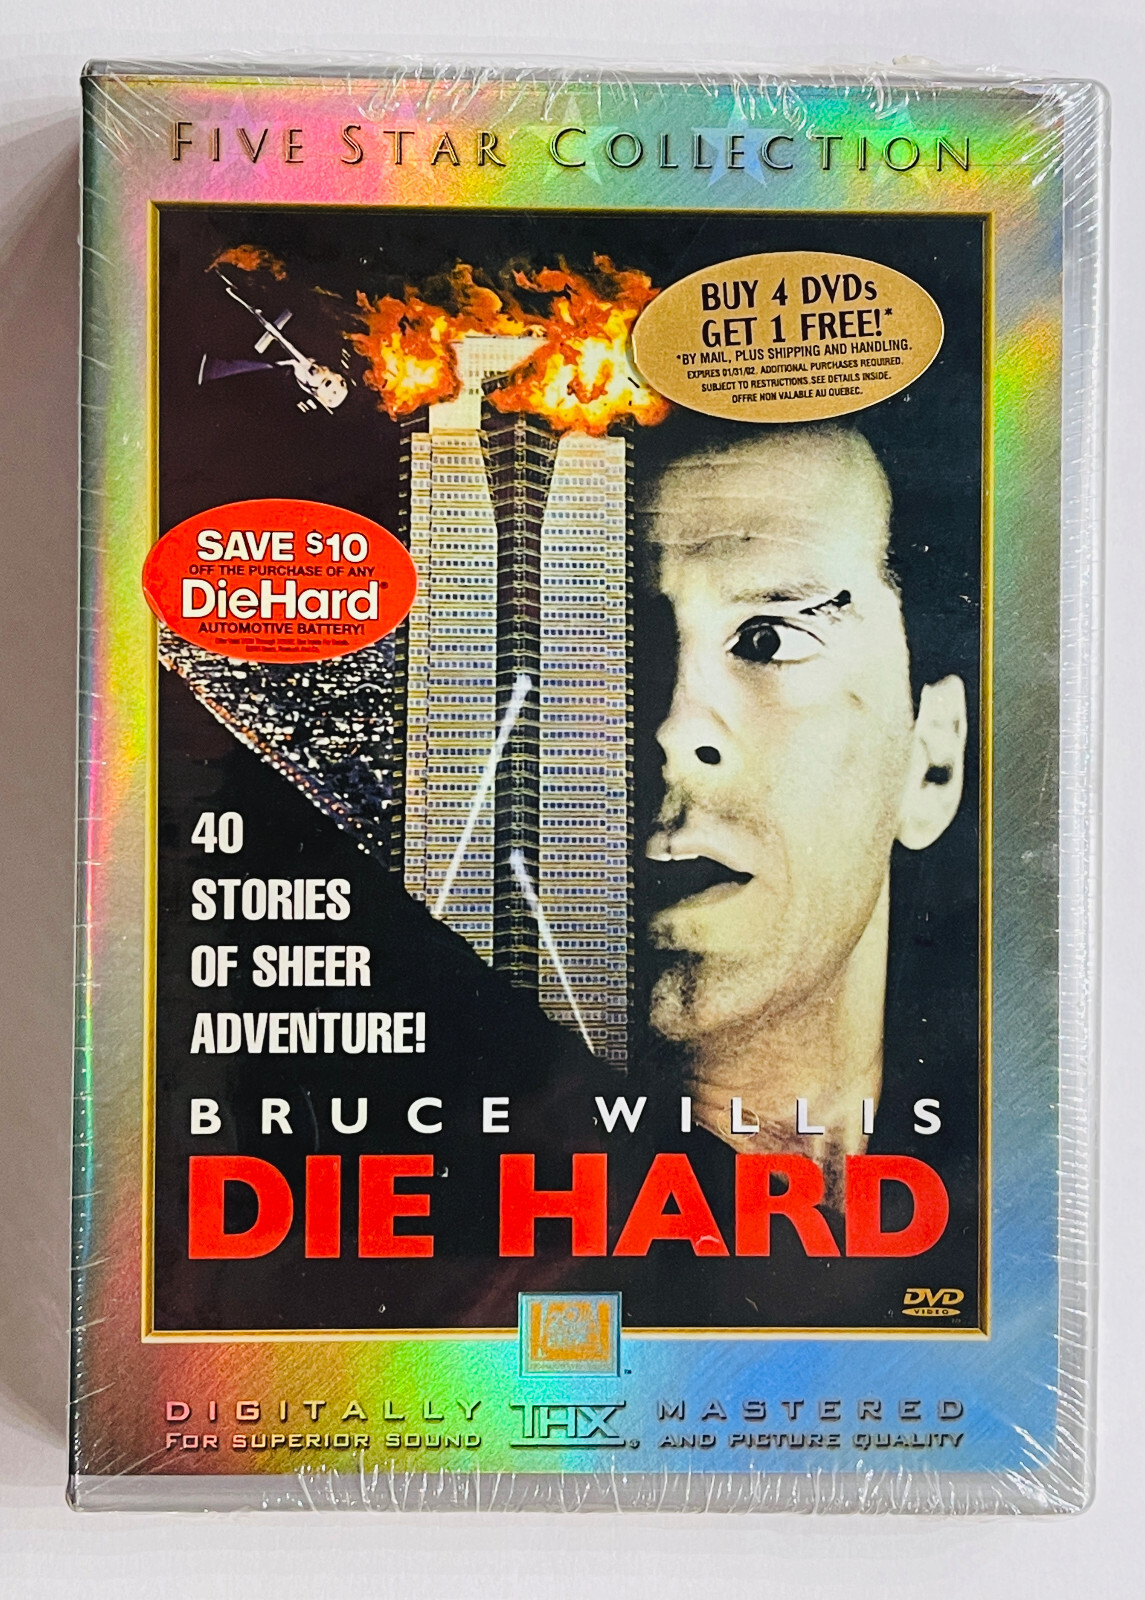 FIVE STAR COLLECTION
BUY 4 DVDs
GET 1 FREE!*
*BY MAIL, PLUS SHIPPING AND HANDLING.
EXPIRES 01/31/02. ADDITIONAL PURCHASES REQUIRED.
SUBJECT TO RESTRICTIONS. SEE DETAILS INSIDE.
OFFRE NON VALABLE AU QUÉBEC.
SAVE $10
OFF THE PURCHASE OF ANY
DieHard®
AUTOMOTIVE BATTERY!
40
STORIES
OF SHEER
ADVENTURE!
BRUCE WILLIS
DIE HARD
DVD
VIDEO
DIGITALLY THX MASTERED
FOR SUPERIOR SOUND AND PICTURE QUALITY